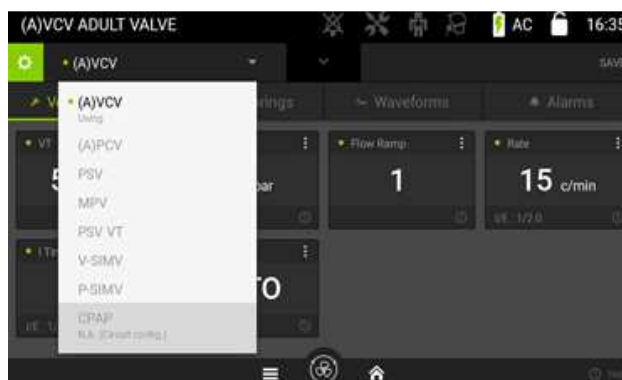 (A)VCV ADULT VALVE
AC
16:35
(A)VCV
SAVE
Waveforms
Alarms
(A)VCV
Using
(A)PCV
PSV
MPV
PSV VT
V-SIMV
P-SIMV
CPAP
N.A. (Circuit config.)
VT
bar
Flow Ramp
1
Rate
15 c/min
I/E : 1/2.0